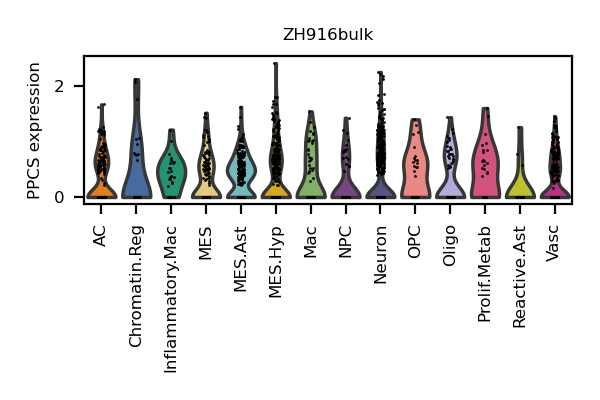 ZH916bulk
PPCS expression
2
0
AC
Chromatin.Reg
Inflammatory.Mac
MES
MES.Ast
MES.Hyp
Mac
NPC
Neuron
OPC
Oligo
Prolif.Metab
Reactive.Ast
Vasc